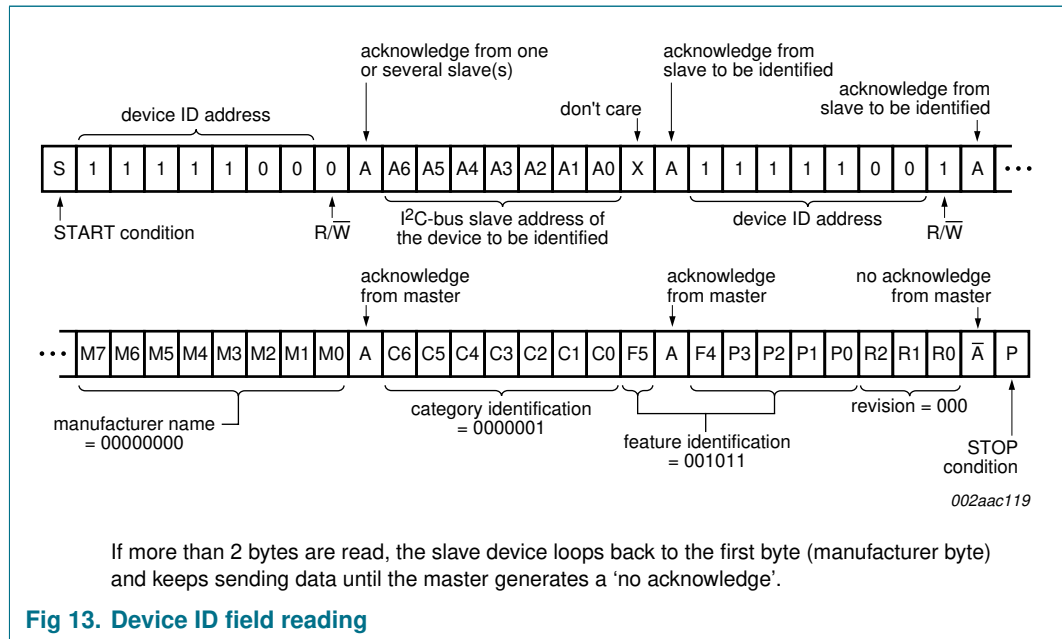 acknowledge from one
or several slave(s)
acknowledge from
slave to be identified
acknowledge from
slave to be identified
device ID address
don't care
S 1 1 1 1 1 0 0 0 A A6 A5 A4 A3 A2 A1 A0 X A 1 1 1 1 1 0 0 1 A •••
START condition
R/W̅
I²C-bus slave address of
the device to be identified
device ID address
R/W̅
acknowledge
from master
acknowledge
from master
no acknowledge
from master
••• M7 M6 M5 M4 M3 M2 M1 M0 A C6 C5 C4 C3 C2 C1 C0 F5 A F4 P3 P2 P1 P0 R2 R1 R0 A̅ P
manufacturer name
= 00000000
category identification
= 0000001
feature identification
= 001011
revision = 000
STOP
condition
002aac119
If more than 2 bytes are read, the slave device loops back to the first byte (manufacturer byte)
and keeps sending data until the master generates a ‘no acknowledge’.
Fig 13. Device ID field reading